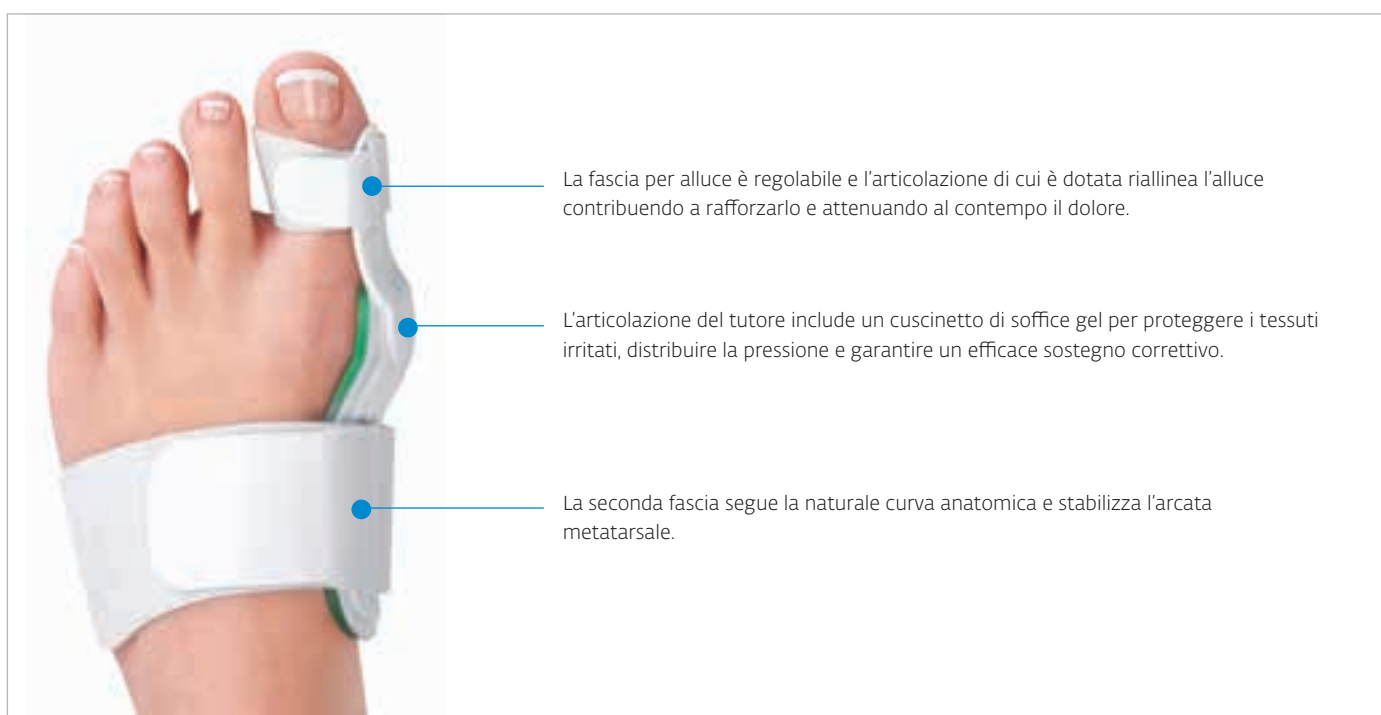 La fascia per alluce è regolabile e l'articolazione di cui è dotata riallinea l'alluce
contribuendo a rafforzarlo e attenuando al contempo il dolore.
L'articolazione del tutore include un cuscinetto di soffice gel per proteggere i tessuti
irritati, distribuire la pressione e garantire un efficace sostegno correttivo.
La seconda fascia segue la naturale curva anatomica e stabilizza l'arcata
metatarsale.